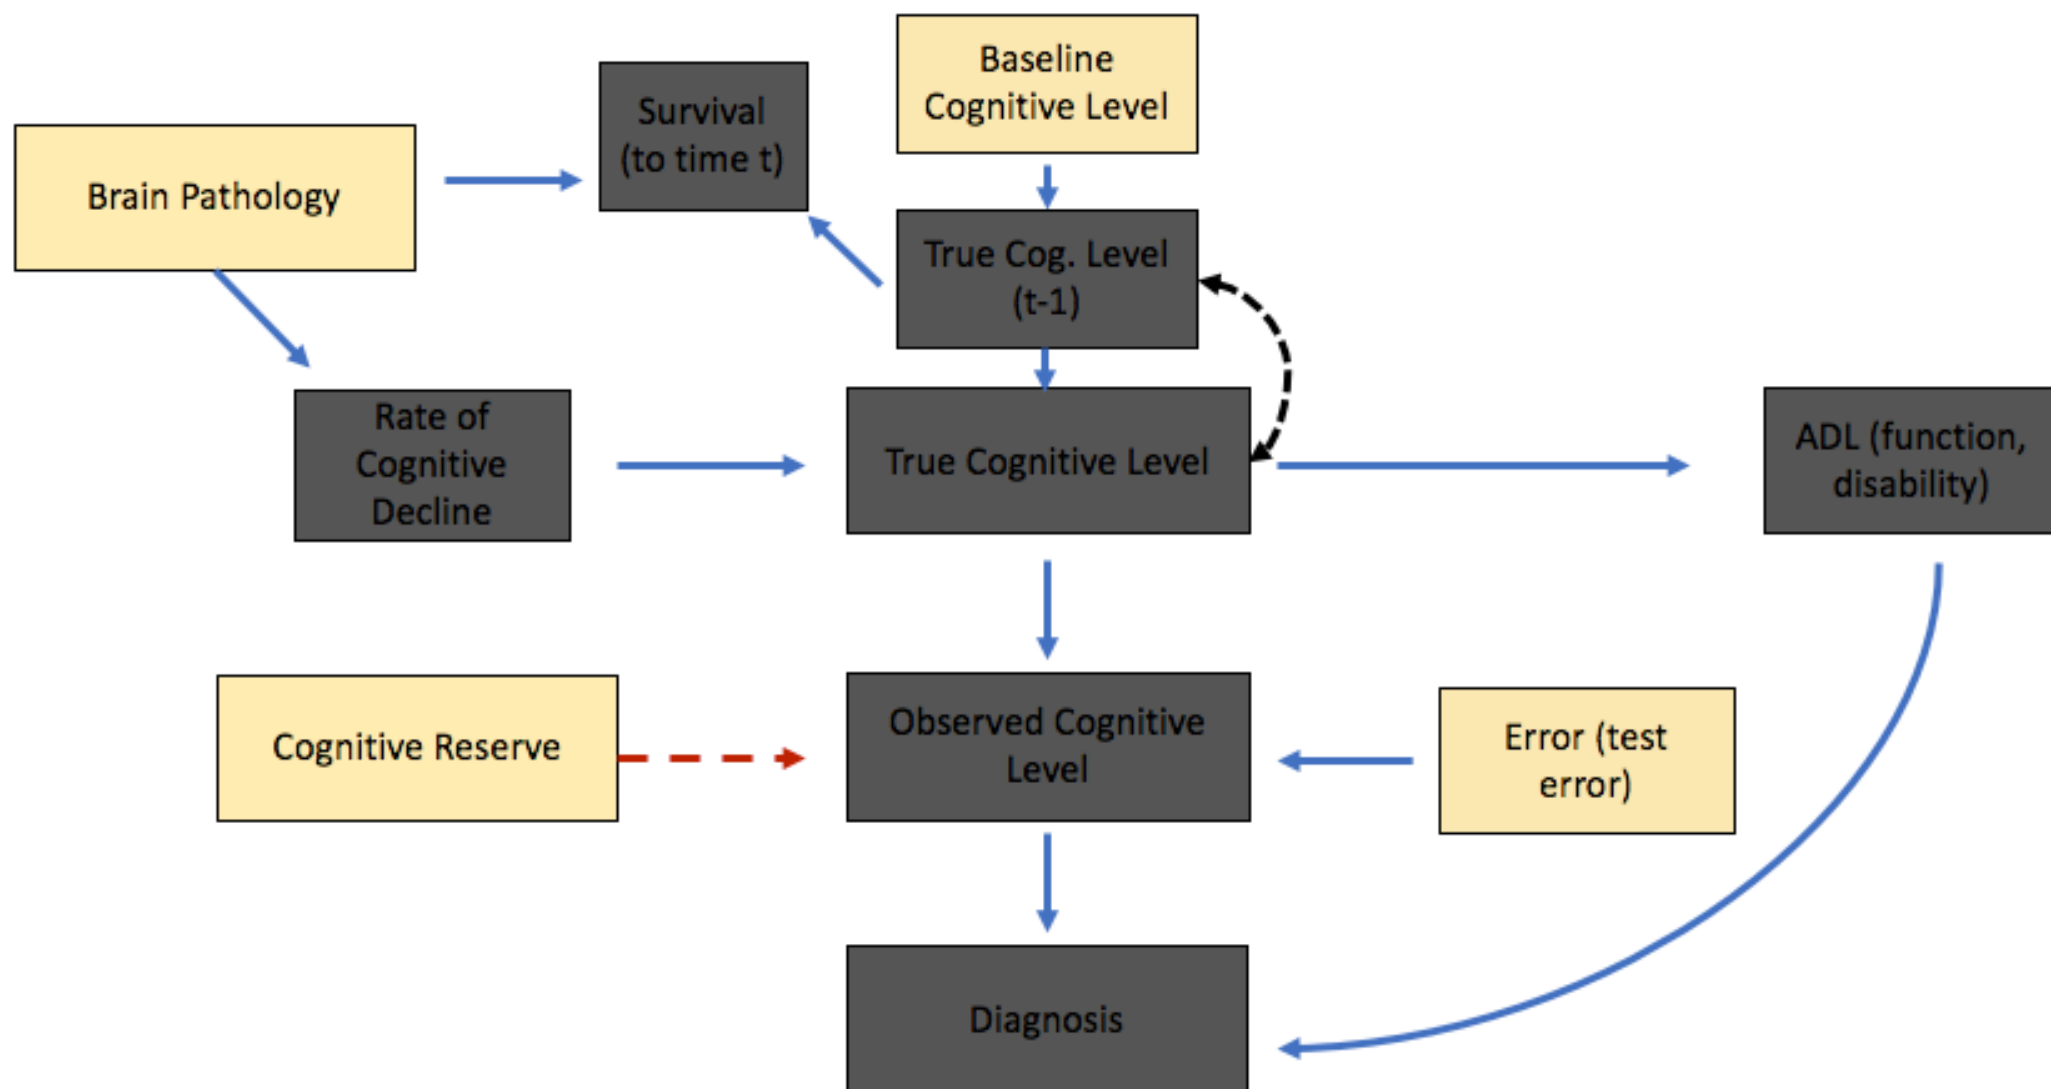 Baseline
Cognitive Level
Survival
(to time t)
Brain Pathology
True Cog. Level
(t-1)
Rate of
Cognitive
Decline
True Cognitive Level
ADL (function,
disability)
Cognitive Reserve
Observed Cognitive
Level
Error (test
error)
Diagnosis